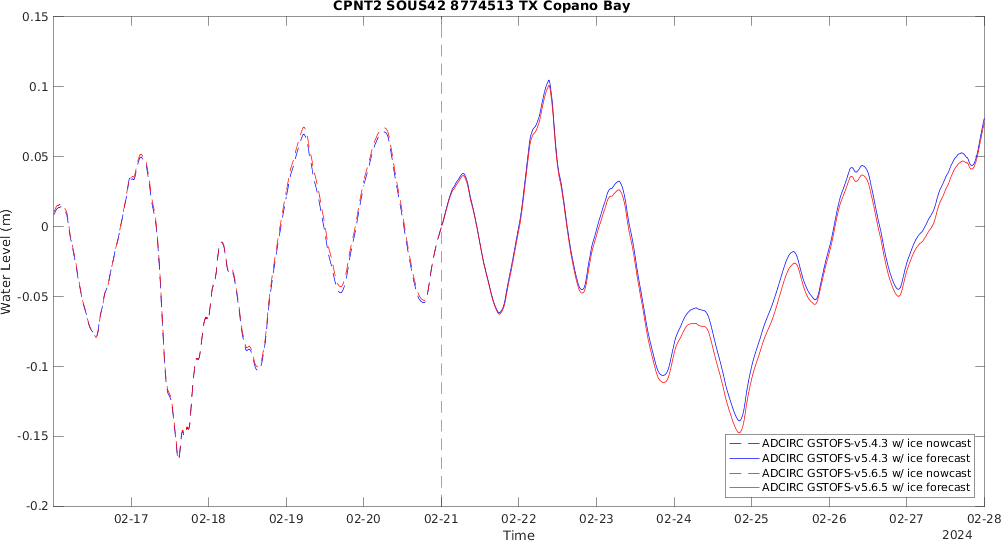 CPNT2 SOUS42 8774513 TX Copano Bay
Water Level (m)
0.15
0.1
0.05
0
-0.05
-0.1
-0.15
-0.2
02-17 02-18 02-19 02-20 02-21 02-22 02-23 02-24 02-25 02-26 02-27 02-28
Time
2024
ADCIRC GSTOFS-v5.4.3 w/ ice nowcast
ADCIRC GSTOFS-v5.4.3 w/ ice forecast
ADCIRC GSTOFS-v5.6.5 w/ ice nowcast
ADCIRC GSTOFS-v5.6.5 w/ ice forecast